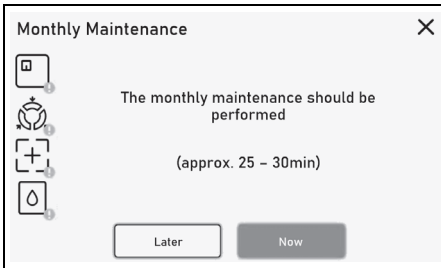 Monthly Maintenance
The monthly maintenance should be
performed
(approx. 25 – 30min)
Later
Now